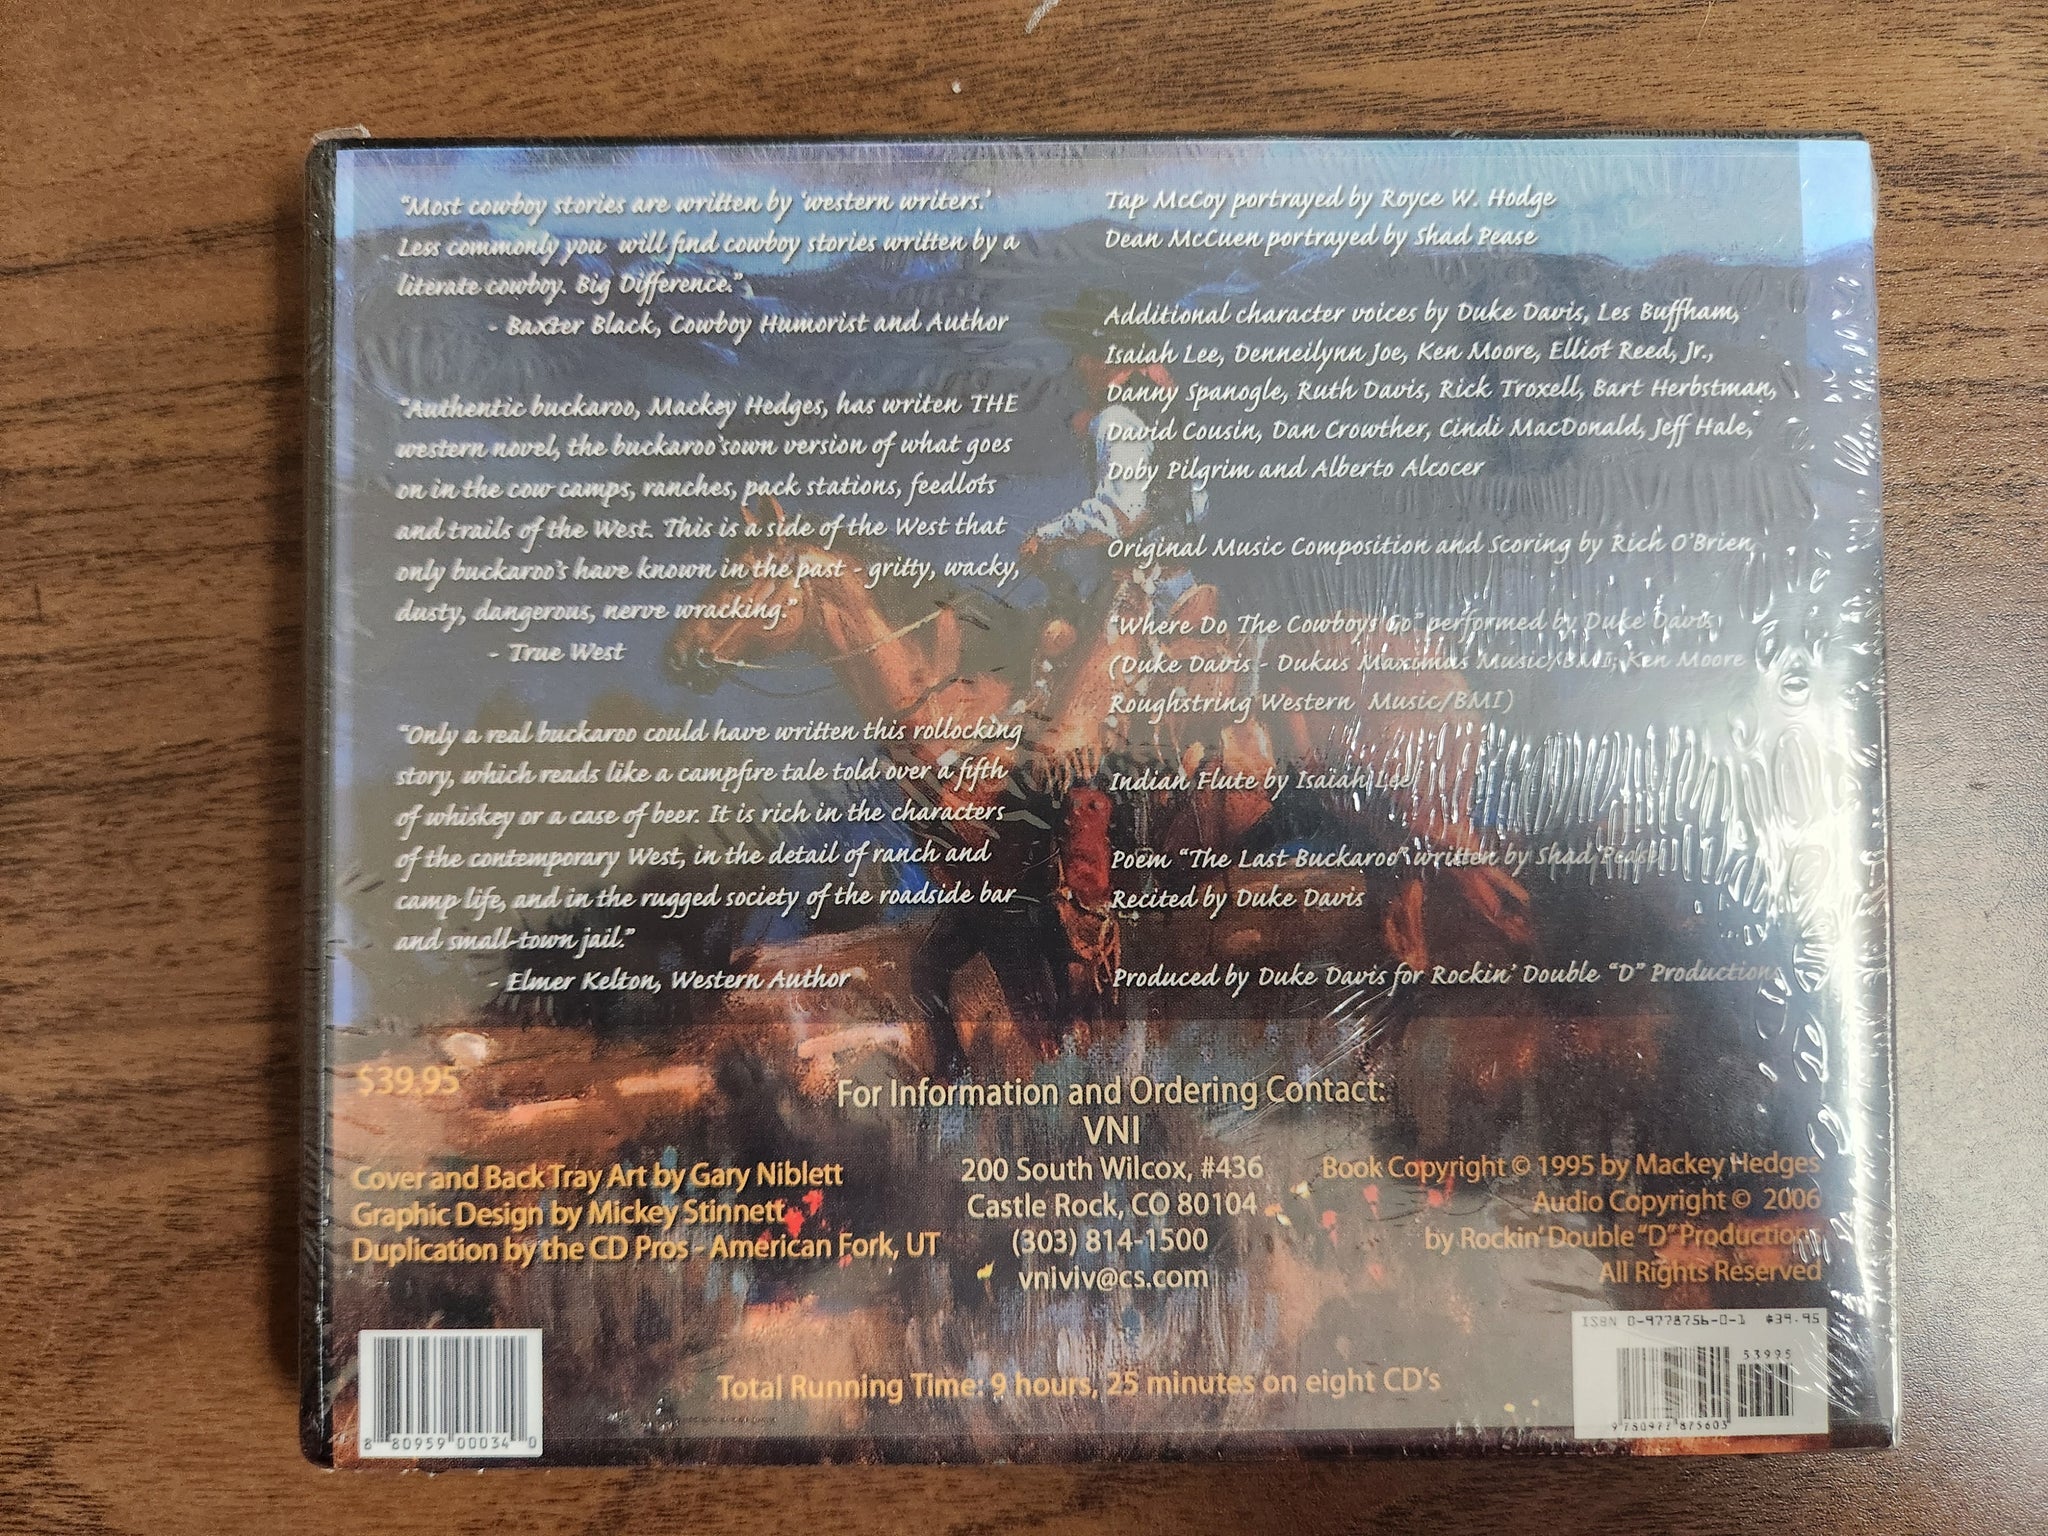 "Most cowboy stories are written by 'western writers.'
Less commonly you will find cowboy stories written by a
literate cowboy. Big Difference."
- Baxter Black, Cowboy Humorist and Author
"Authentic buckaroo, Mackey Hedges, has writen THE
western novel, the buckaroo'sown version of what goes
on in the cow camps, ranches, pack stations, feedlots
and trails of the West. This is a side of the West that
only buckaroo's have known in the past - gritty, wacky,
dusty, dangerous, nerve wracking."
- True West
"Only a real buckaroo could have written this rollocking
story, which reads like a campfire tale told over a fifth
of whiskey or a case of beer. It is rich in the characters
of the contemporary West, in the detail of ranch and
camp life, and in the rugged society of the roadside bar
and small-town jail."
- Elmer Kelton, Western Author
Tap McCoy portrayed by Royce W. Hodge
Dean McCuen portrayed by Shad Pease
Additional character voices by Duke Davis, Les Buffham,
Isaiah Lee, Denneilynn Joe, Ken Moore, Elliot Reed, Jr.,
Danny Spanogle, Ruth Davis, Rick Troxell, Bart Herbstman,
David Cousin, Dan Crowther, Cindi MacDonald, Jeff Hale,
Doby Pilgrim and Alberto Alcocer
Original Music Composition and Scoring by Rich O'Brien
"Where Do The Cowboys Go" performed by Duke Davis
(Duke Davis - Dukus Maximus Music/BMI, Ken Moore
Roughstring Western Music/BMI)
Indian Flute by Isaiah Lee
Poem "The Last Buckaroo" written by Shad Pease
Recited by Duke Davis
Produced by Duke Davis for Rockin' Double "D" Productions
$39.95
Cover and Back Tray Art by Gary Niblett
Graphic Design by Mickey Stinnett
Duplication by the CD Pros - American Fork, UT
For Information and Ordering Contact:
VNI
200 South Wilcox, #436
Castle Rock, CO 80104
(303) 814-1500
vniviv@cs.com
Book Copyright © 1995 by Mackey Hedges
Audio Copyright © 2006
by Rockin' Double "D" Productions
All Rights Reserved
Total Running Time: 9 hours, 25 minutes on eight CD's
8 80959 00034 0
ISBN 0-9778756-0-1 $39.95
53995
9 780977 875603